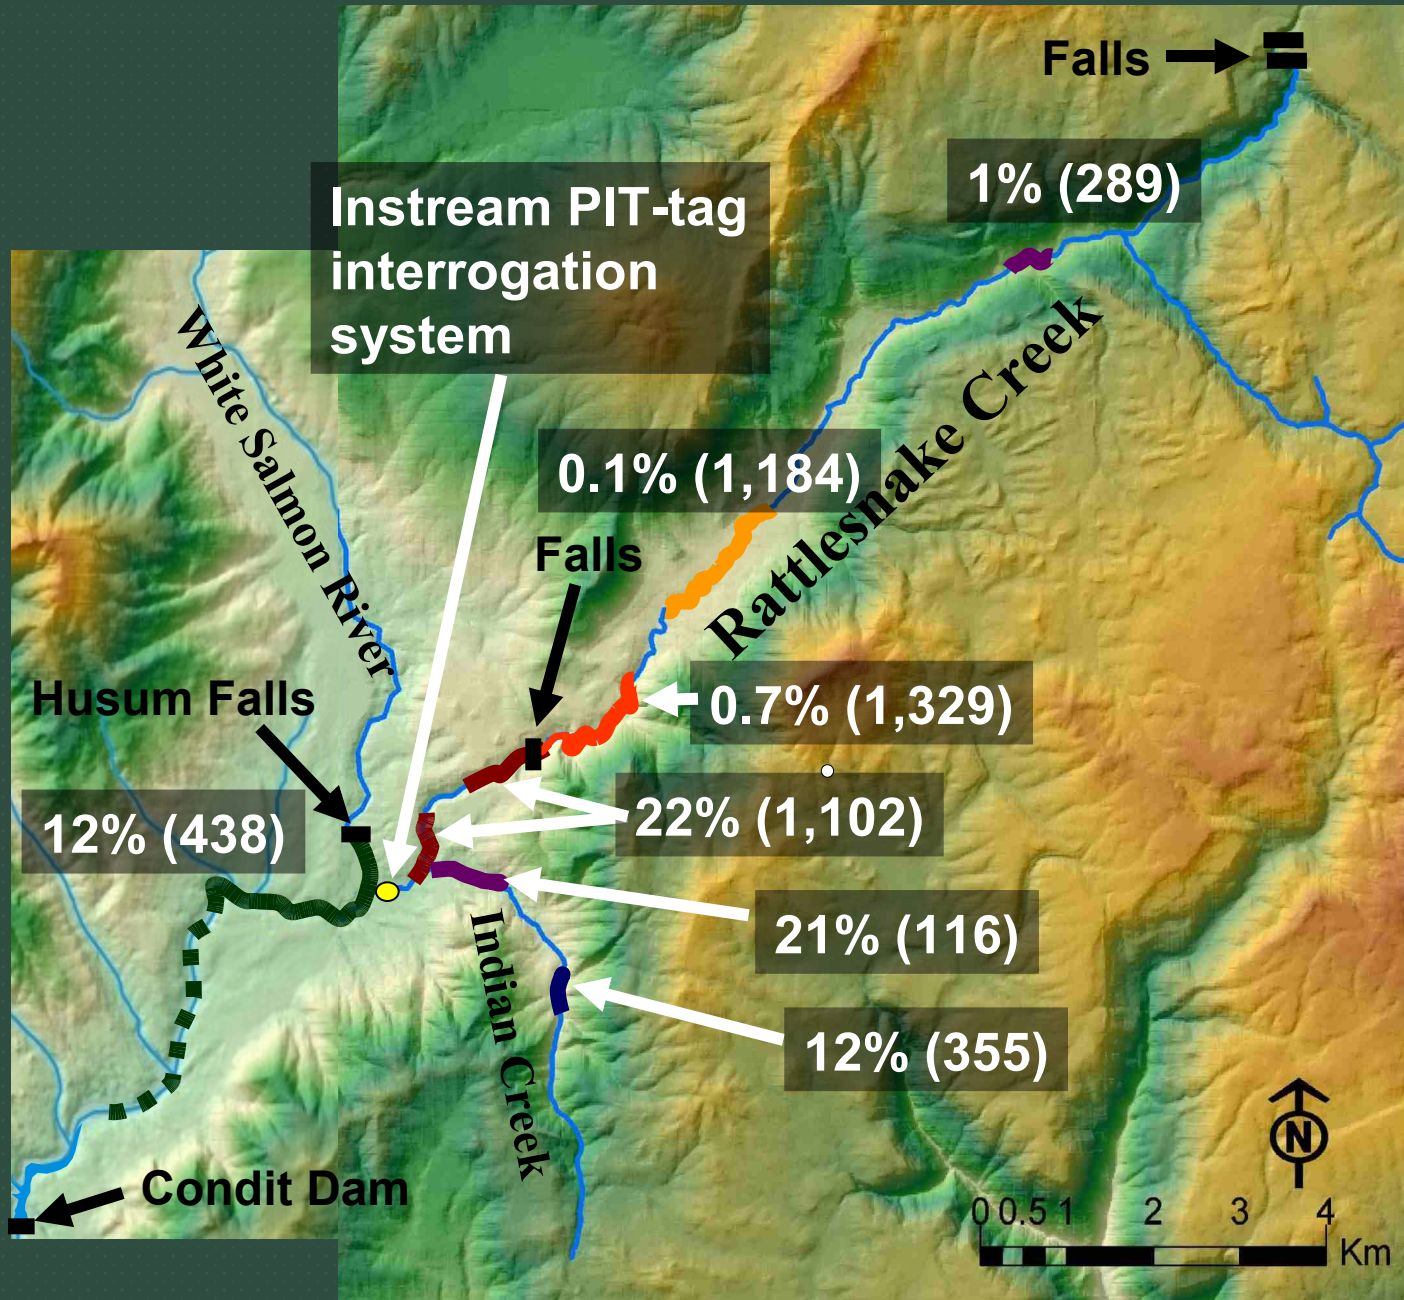 Falls
1% (289)
Instream PIT-tag
interrogation
system
White Salmon River
Rattlesnake Creek
0.1% (1,184)
Falls
Husum Falls
0.7% (1,329)
12% (438)
22% (1,102)
21% (116)
Indian Creek
12% (355)
N
Condit Dam
0 0.5 1 2 3 4
Km